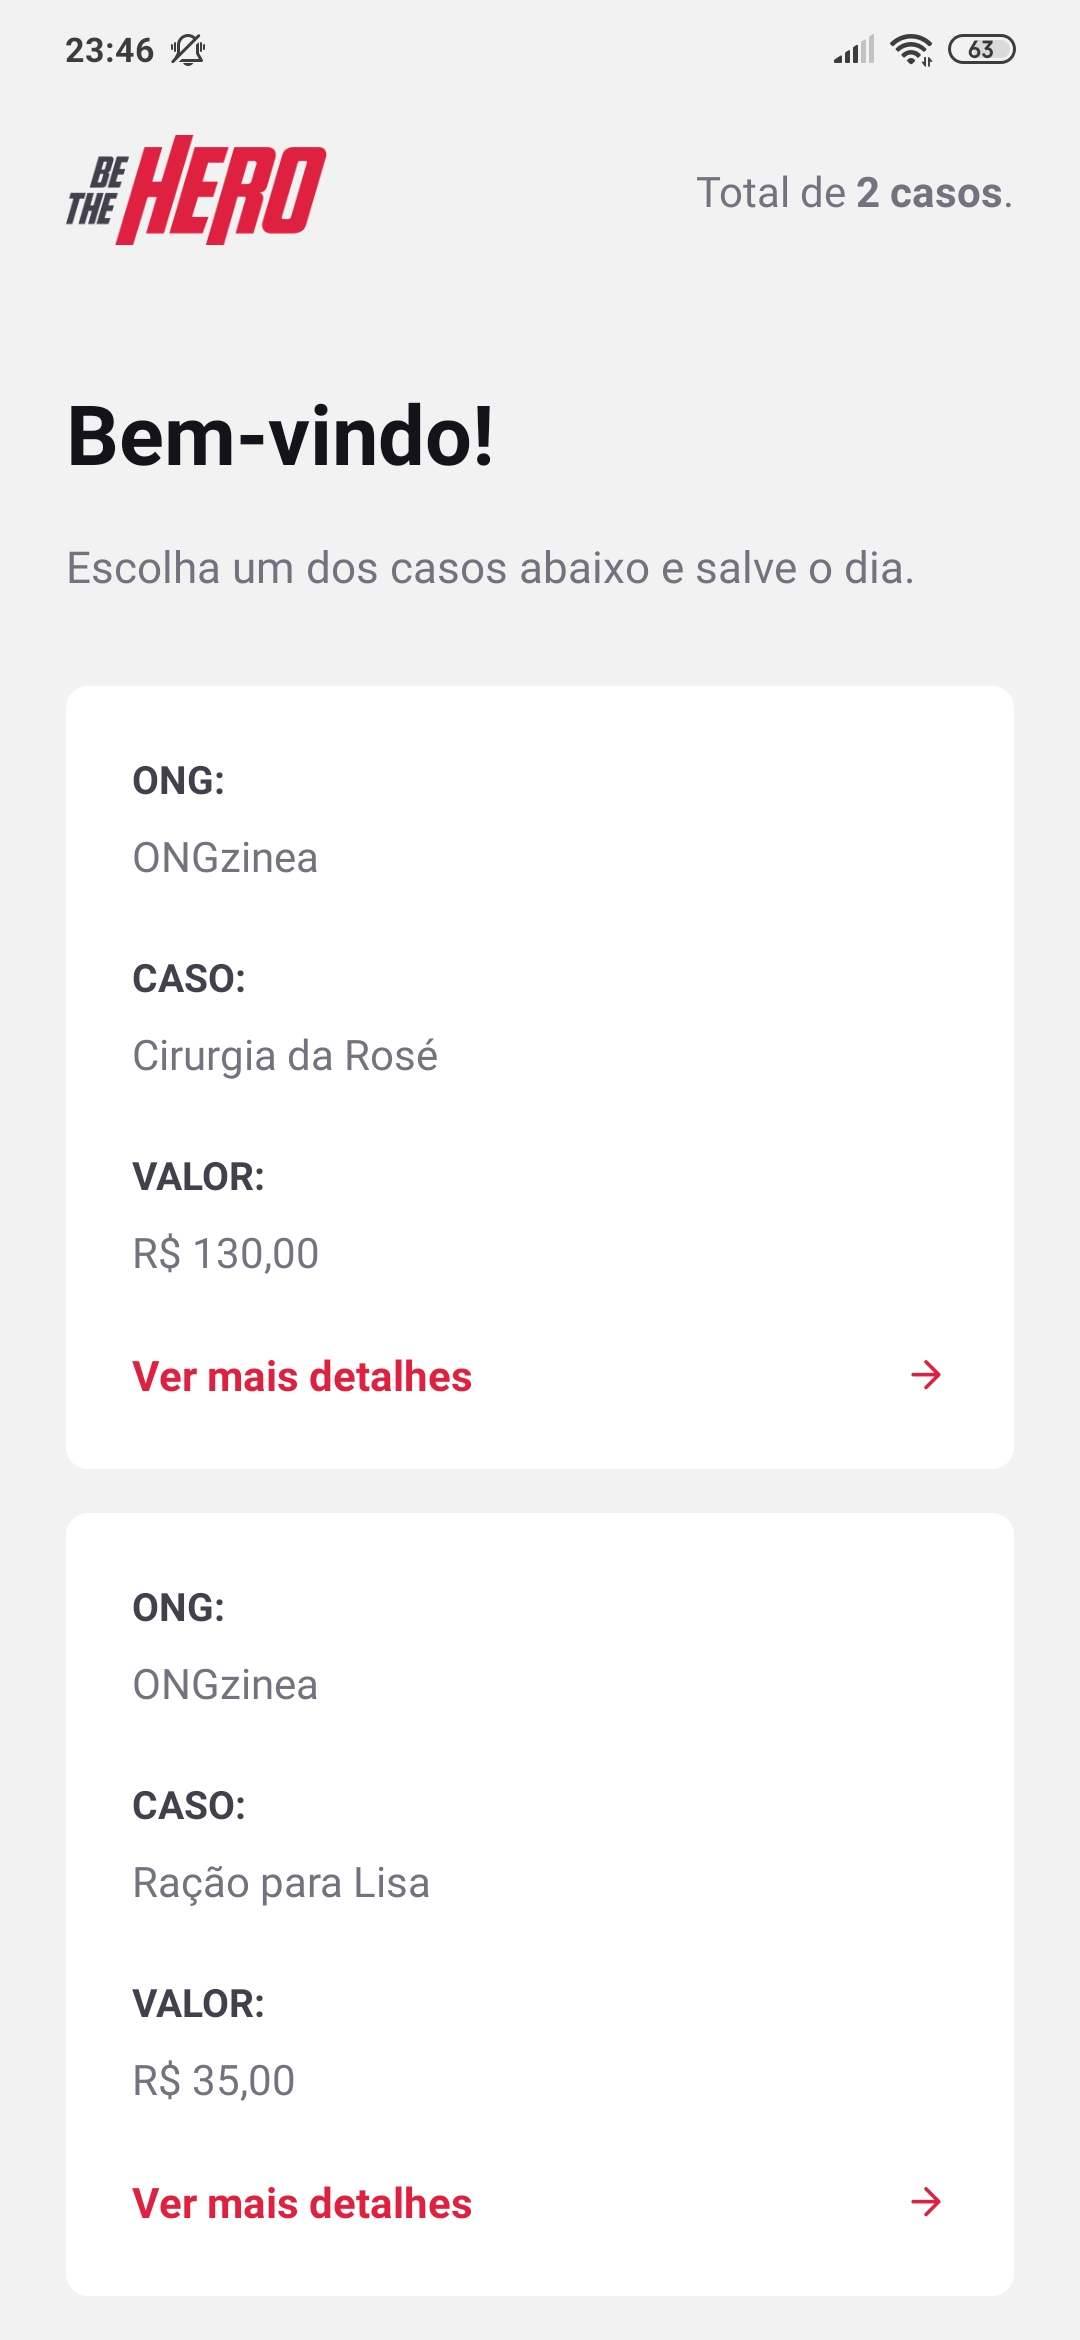 23:46
63
BE
THE
HERO
Total de 2 casos.
Bem-vindo!
Escolha um dos casos abaixo e salve o dia.
ONG:
ONGzinea
CASO:
Cirurgia da Rosé
VALOR:
R$ 130,00
Ver mais detalhes
ONG:
ONGzinea
CASO:
Ração para Lisa
VALOR:
R$ 35,00
Ver mais detalhes